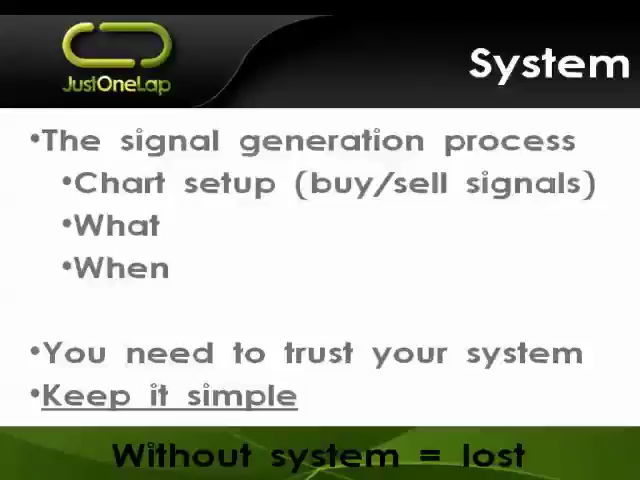 JustOneLap
System
•The signal generation process
•Chart setup (buy/sell signals)
•What
•When
•You need to trust your system
•Keep it simple
Without system = lost